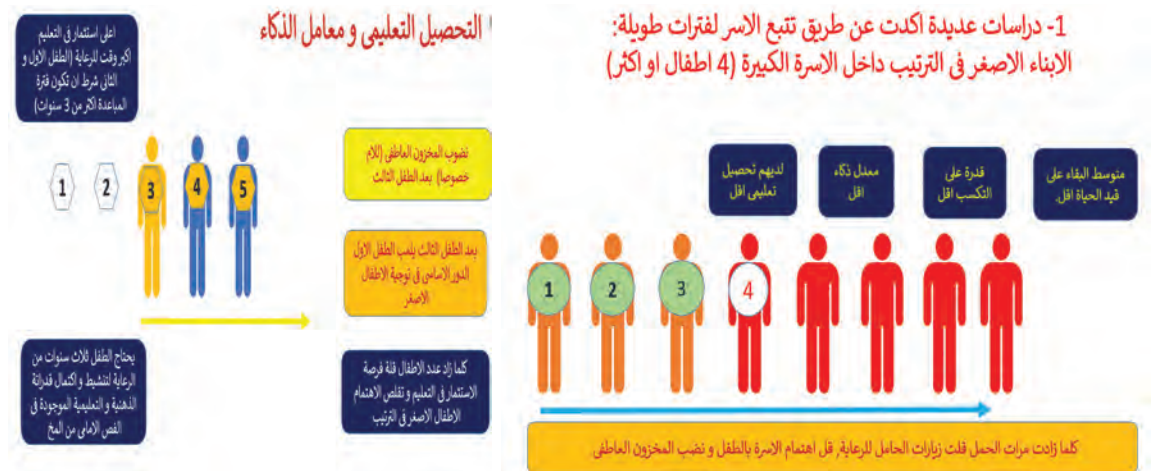 1- دراسات عديدة اكدت عن طريق تتبع الاسر لفترات طويلة:
الابناء الاصغر فى الترتيب داخل الاسرة الكبيرة (4 اطفال او اكثر)
لديهم تحصيل
تعليمى اقل
معدل ذكاء
اقل
قدرة على
التكسب اقل
متوسط البقاء على
قيد الحياة اقل.
1
2
3
4
كلما زادت مرات الحمل قلت زيارات الحامل للرعاية, قل اهتمام الاسرة بالطفل و نضب المخزون العاطفى
التحصيل التعليمى و معامل الذكاء
اعلى استثمار فى التعليم
اكبر وقت للرعاية (الطفل الاول و
الثانى شرط ان تكون فترة
المباعدة اكثر من 3 سنوات)
1
2
3
4
5
نضوب المخزون العاطفى (للام
خصوصا) بعد الطفل الثالث
بعد الطفل الثالث يلعب الطفل الاول
الدور الاساسى فى توجية الاطفال
الاصغر
يحتاج الطفل ثلاث سنوات من
الرعاية لتنشيط و اكتمال قدراتة
الذهنية و التعليمية الموجودة فى
الفص الامامى من المخ
كلما زاد عدد الاطفال قلة فرصة
الاستثمار فى التعليم و تقلص الاهتمام
الاطفال الاصغر فى الترتيب